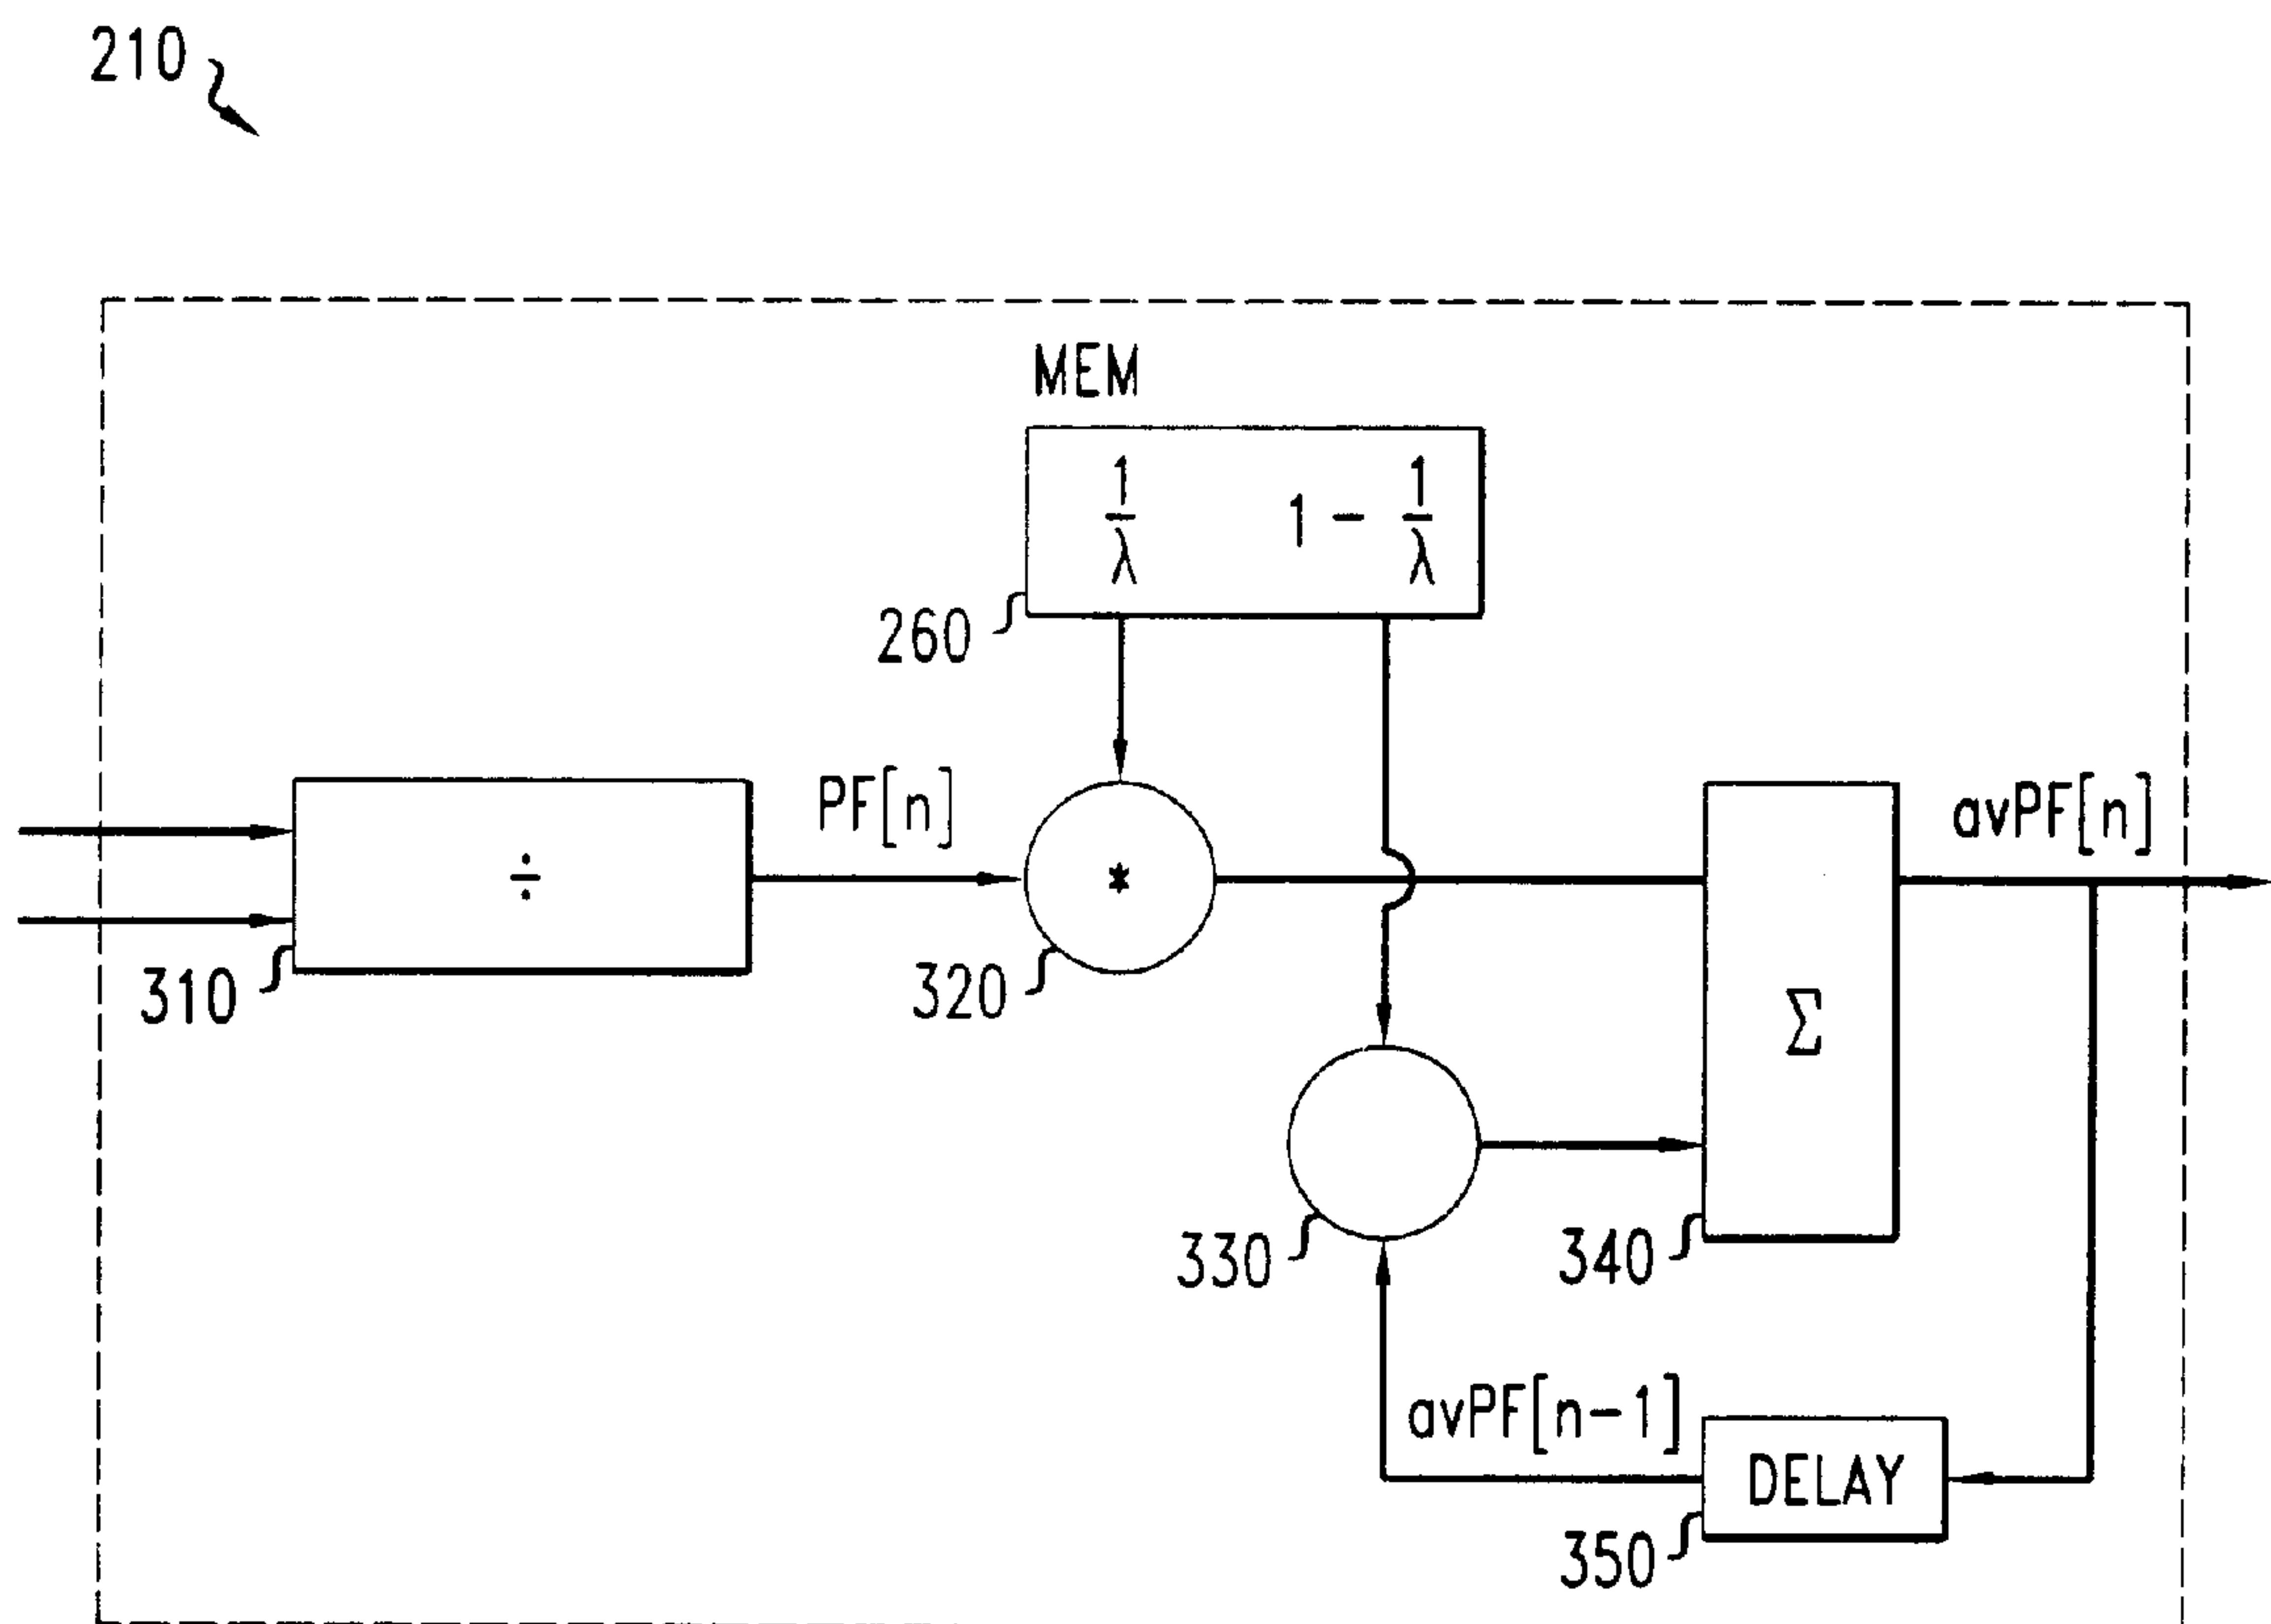 210
MEM
1/λ 1 - 1/λ
260
PF[n]
avPF[n]
÷
*
310
320
Σ
330
340
avPF[n-1]
DELAY
350